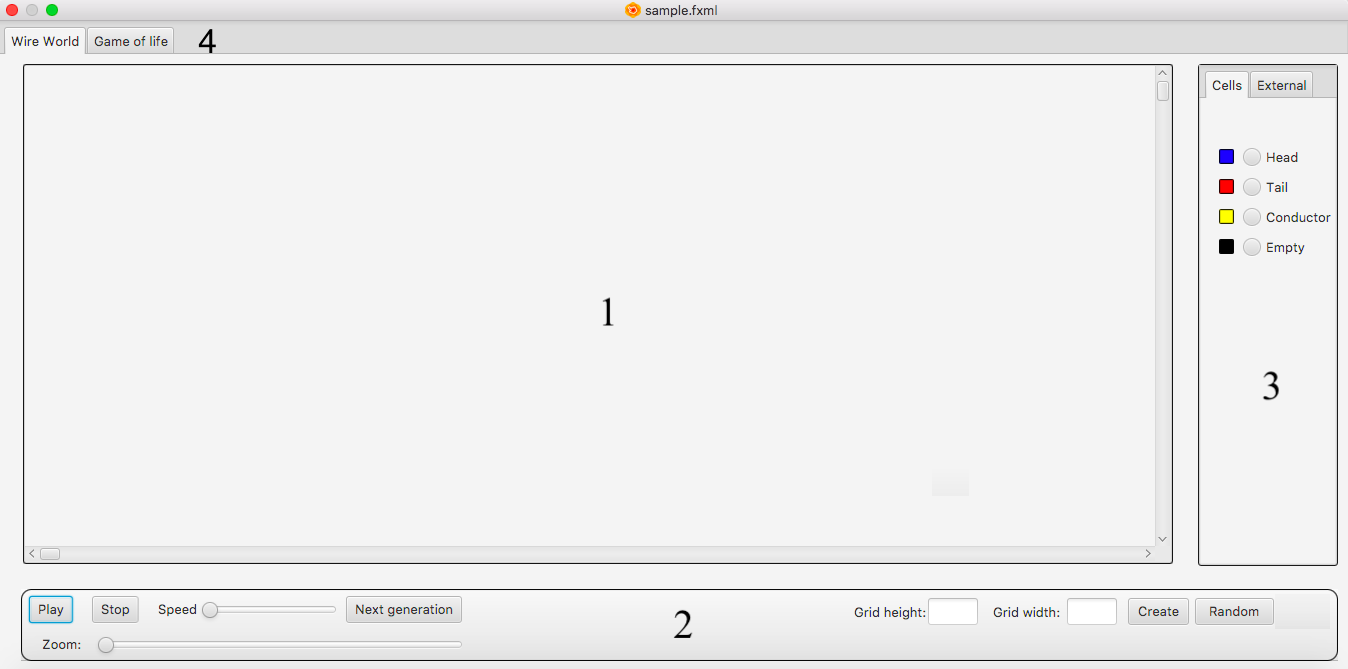 sample.fxml
Wire World Game of life 4
Cells External
Head
Tail
Conductor
Empty
1
3
Play Stop Speed Next generation 2 Grid height: Grid width: Create Random
Zoom: